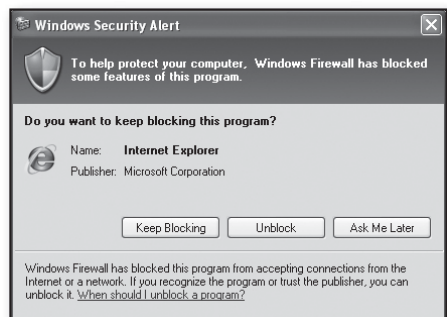 Windows Security Alert
To help protect your computer, Windows Firewall has blocked
some features of this program.
Do you want to keep blocking this program?
Name: Internet Explorer
Publisher: Microsoft Corporation
Keep Blocking Unblock Ask Me Later
Windows Firewall has blocked this program from accepting connections from the
Internet or a network. If you recognize the program or trust the publisher, you can
unblock it. When should I unblock a program?